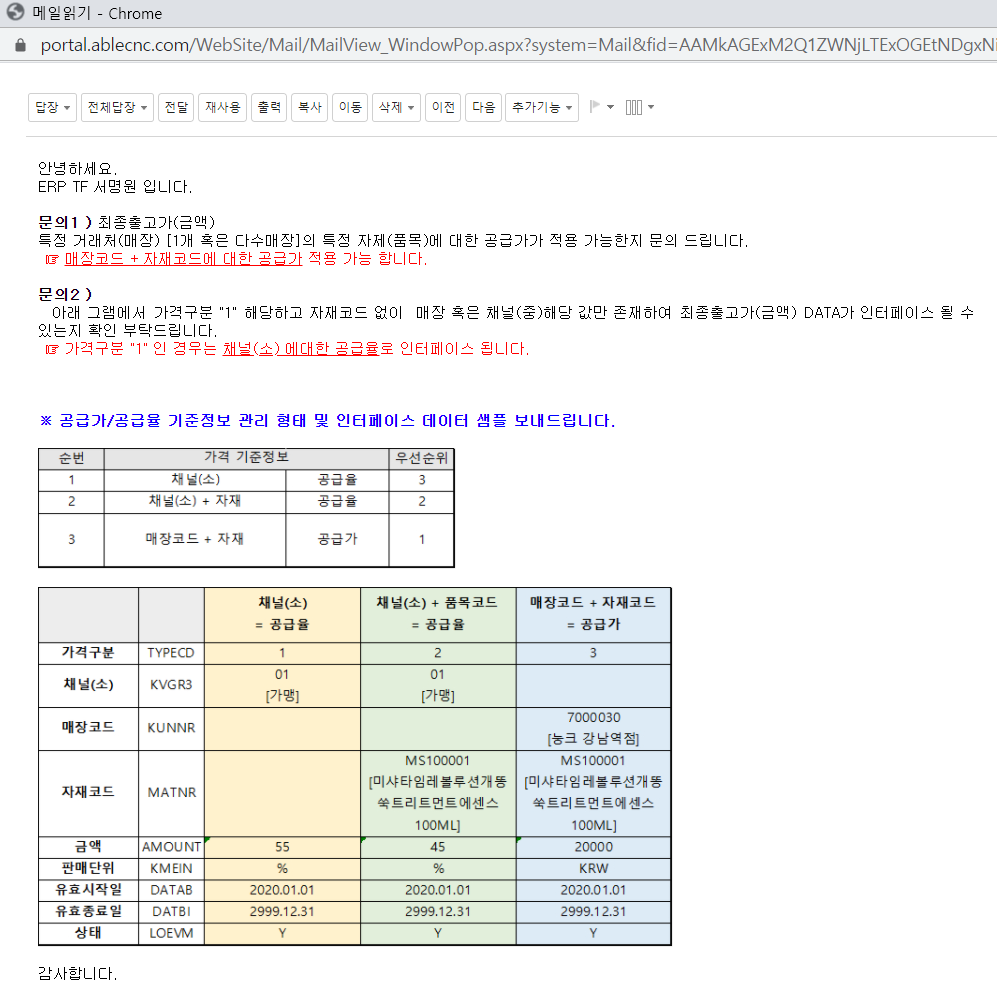 메일읽기 - Chrome
portal.ablecnc.com/WebSite/Mail/MailView_WindowPop.aspx?system=Mail&fid=AAMkAGExM2Q1ZWNjLTExOGEtNDgxNi
답장 전체답장 전달 재사용 출력 복사 이동 삭제 이전 다음 추가기능
안녕하세요.
ERP TF 서명원 입니다.
문의1 ) 최종출고가(금액)
특정 거래처(매장) [1개 혹은 다수매장]의 특정 자제(품목)에 대한 공급가가 적용 가능한지 문의 드립니다.
☞ 매장코드 + 자재코드에 대한 공급가 적용 가능 합니다.
문의2 )
아래 그램에서 가격구분 "1" 해당하고 자재코드 없이 매장 혹은 채널(중)해당 값만 존재하여 최종출고가(금액) DATA가 인터페이스 될 수
있는지 확인 부탁드립니다.
☞ 가격구분 "1" 인 경우는 채널(소) 에대한 공급율로 인터페이스 됩니다.
※ 공급가/공급율 기준정보 관리 형태 및 인터페이스 데이터 샘플 보내드립니다.
순번 가격 기준정보 우선순위
1 채널(소) 공급율 3
2 채널(소) + 자재 공급율 2
3 매장코드 + 자재 공급가 1
채널(소) 채널(소) + 품목코드 매장코드 + 자재코드
= 공급율 = 공급율 = 공급가
가격구분 TYPECD 1 2 3
채널(소) KVGR3 01 01
[가맹] [가맹]
매장코드 KUNNR 7000030
[눙크 강남역점]
자재코드 MATNR MS100001 MS100001
[미샤타임레볼루션개똥 [미샤타임레볼루션개똥
쑥트리트먼트에센스 쑥트리트먼트에센스
100ML] 100ML]
금액 AMOUNT 55 45 20000
판매단위 KMEIN % % KRW
유효시작일 DATAB 2020.01.01 2020.01.01 2020.01.01
유효종료일 DATBI 2999.12.31 2999.12.31 2999.12.31
상태 LOEVM Y Y Y
감사합니다.